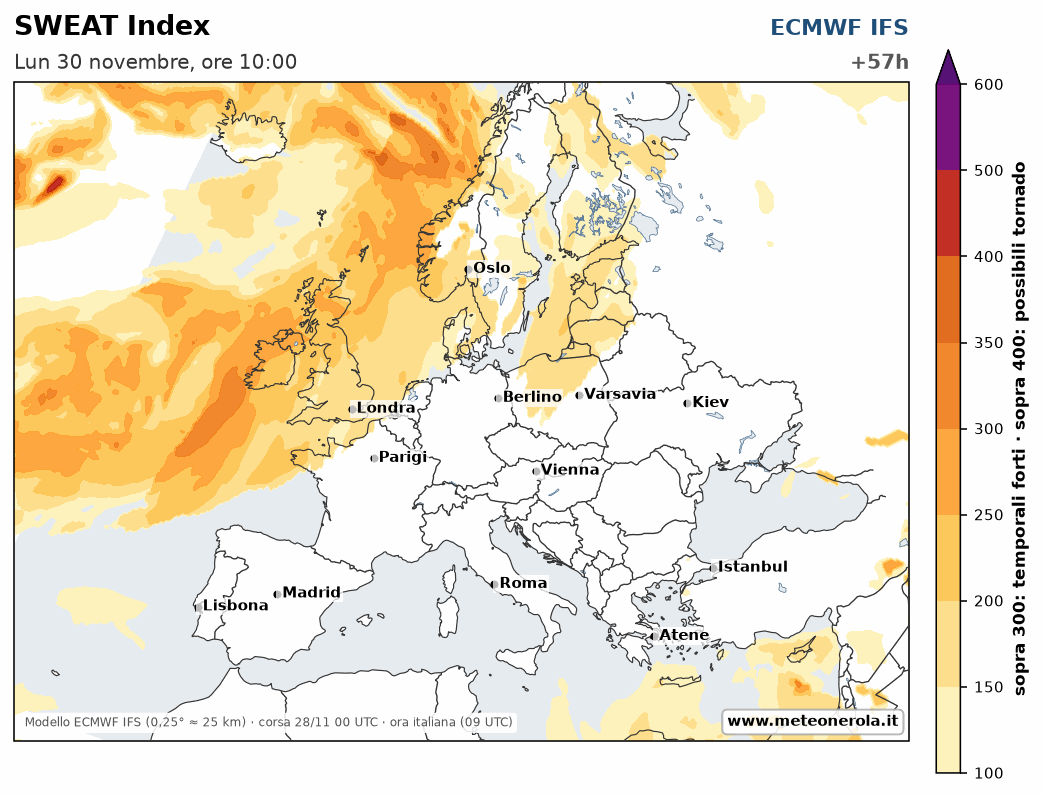 SWEAT Index
ECMWF IFS
Lun 30 novembre, ore 10:00
+57h
Oslo
Londra
Berlino
Varsavia
Kiev
Parigi
Vienna
Istanbul
Roma
Madrid
Lisbona
Atene
Modello ECMWF IFS (0,25° ≈ 25 km) · corsa 28/11 00 UTC · ora italiana (09 UTC)
www.meteonerola.it
600
500
400
350
300
250
200
150
100
sopra 300: temporali forti · sopra 400: possibili tornado